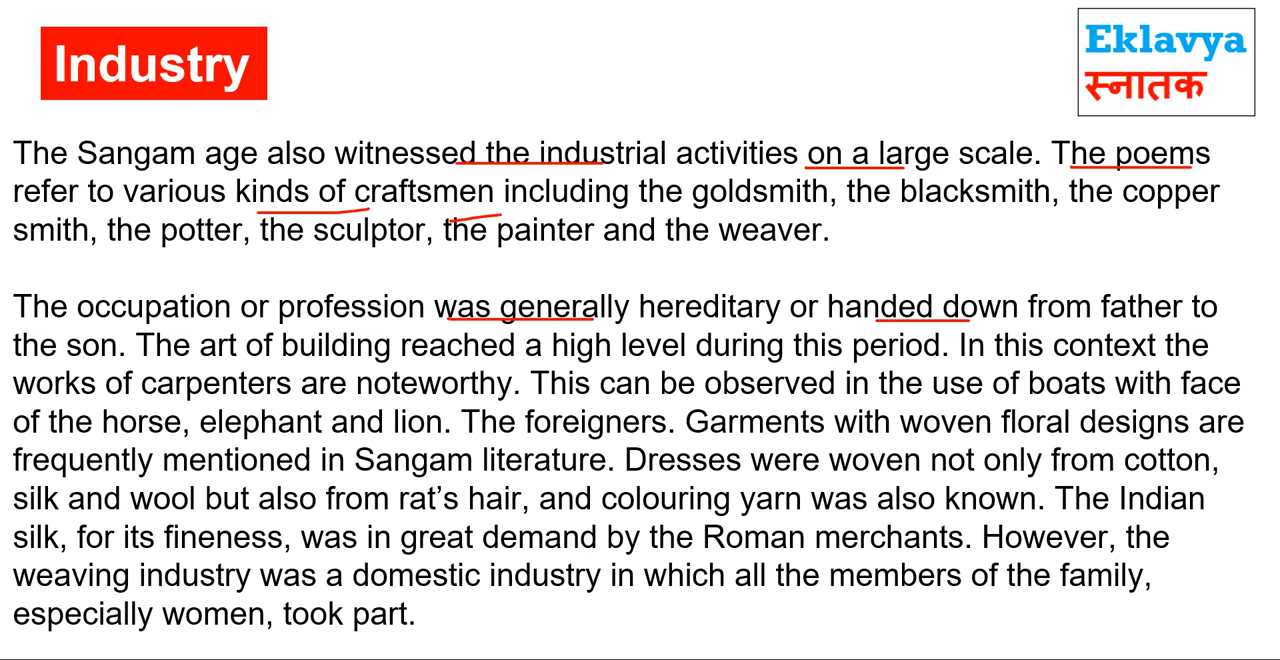 Industry
Eklavya
स्नातक
The Sangam age also witnessed the industrial activities on a large scale. The poems
refer to various kinds of craftsmen including the goldsmith, the blacksmith, the copper
smith, the potter, the sculptor, the painter and the weaver.
The occupation or profession was generally hereditary or handed down from father to
the son. The art of building reached a high level during this period. In this context the
works of carpenters are noteworthy. This can be observed in the use of boats with face
of the horse, elephant and lion. The foreigners. Garments with woven floral designs are
frequently mentioned in Sangam literature. Dresses were woven not only from cotton,
silk and wool but also from rat’s hair, and colouring yarn was also known. The Indian
silk, for its fineness, was in great demand by the Roman merchants. However, the
weaving industry was a domestic industry in which all the members of the family,
especially women, took part.